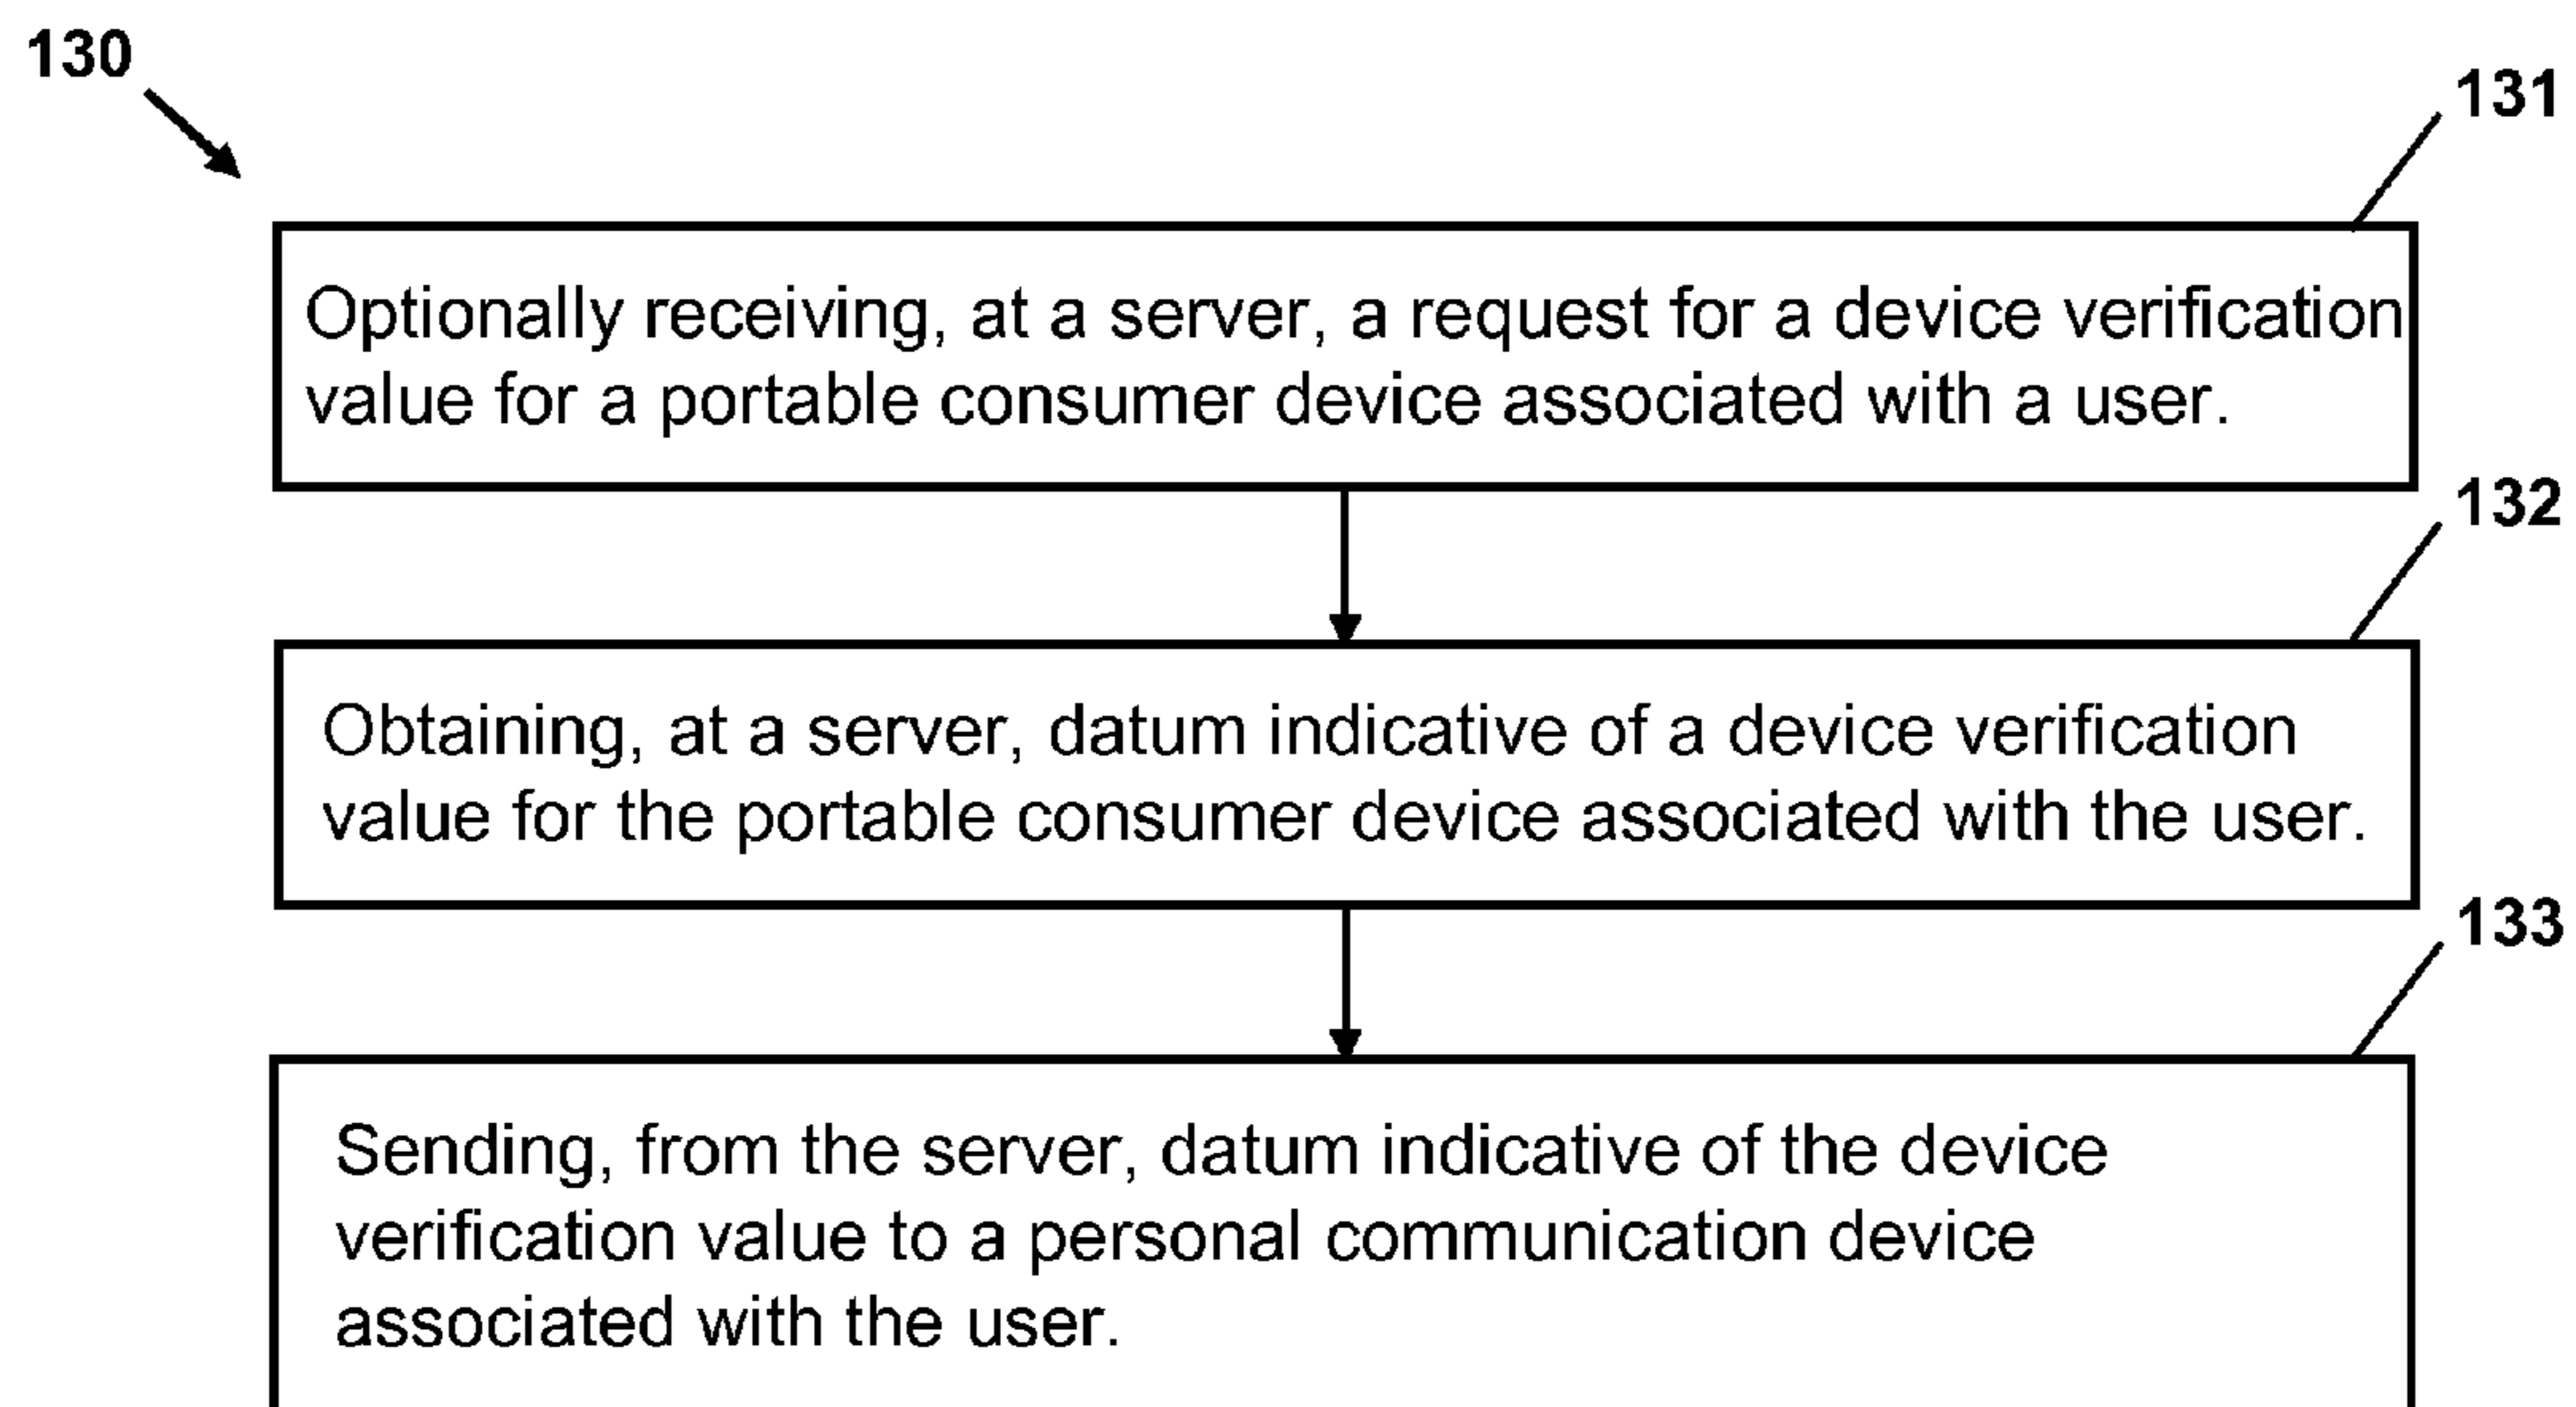 130
131
Optionally receiving, at a server, a request for a device verification
value for a portable consumer device associated with a user.
132
Obtaining, at a server, datum indicative of a device verification
value for the portable consumer device associated with the user.
133
Sending, from the server, datum indicative of the device
verification value to a personal communication device
associated with the user.